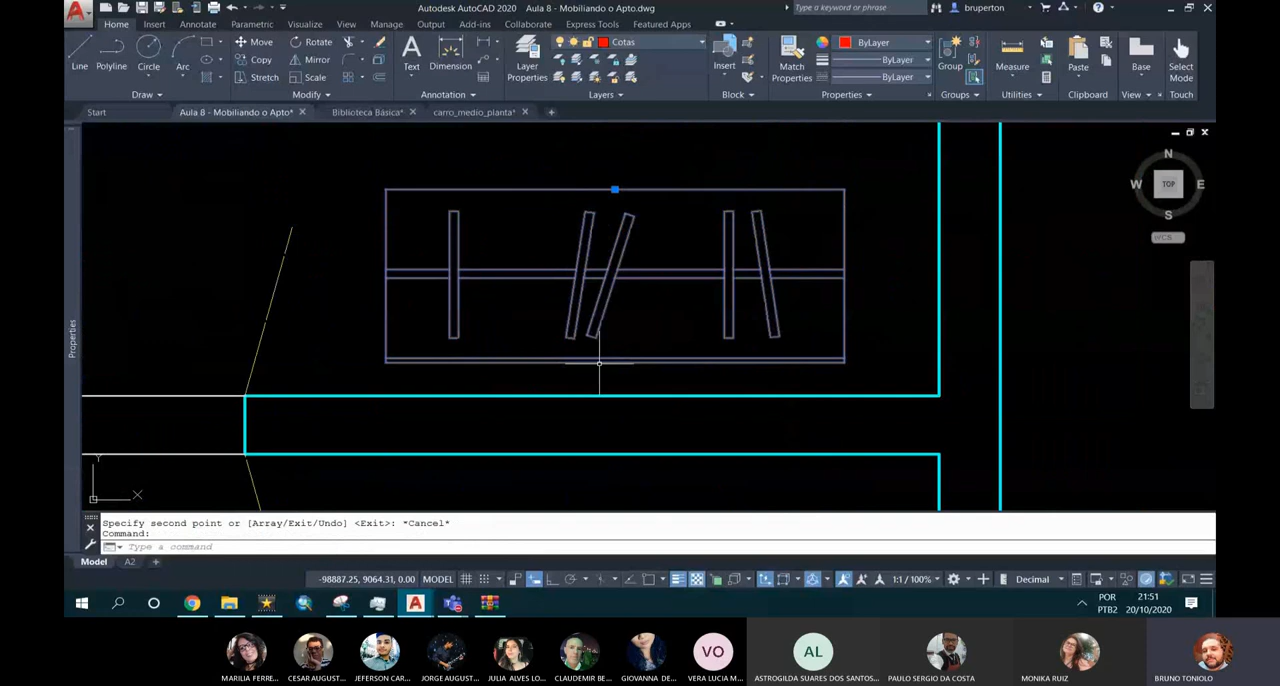 Autodesk AutoCAD 2020 Aula 8 - Mobiliando o Apto.dwg
Type a keyword or phrase
bruperton
Home Insert Annotate Parametric Visualize View Manage Output Add-ins Collaborate Express Tools Featured Apps
Line Polyline Circle Arc
Move Rotate
Copy Mirror
Stretch Scale
Text Dimension
Layer Properties
Cotas
Insert
Match Properties
ByLayer
ByLayer
ByLayer
Group
Measure
Paste
Base
Select Mode
Draw Modify Annotation Layers Block Properties Groups Utilities Clipboard View Touch
Start Aula 8 - Mobiliando o Apto* Biblioteca Básica* carro_medio_planta*
N
W TOP E
S
WCS
Properties
Y
X
Specify second point or [Array/Exit/Undo] <Exit>: *Cancel*
Command:
Type a command
Model A2
-98887.25, 9064.31, 0.00 MODEL 1:1 / 100% Decimal
POR 21:51
PTB2 20/10/2020
VO AL
MARILIA FERRE... CESAR AUGUST... JEFERSON CAR... JORGE AUGUST... JULIA ALVES LO... CLAUDEMIR BE... GIOVANNA DE... VERA LUCIA M... ASTROGILDA SUARES DOS SANTOS... PAULO SERGIO DA COSTA MONIKA RUIZ BRUNO TONELLO